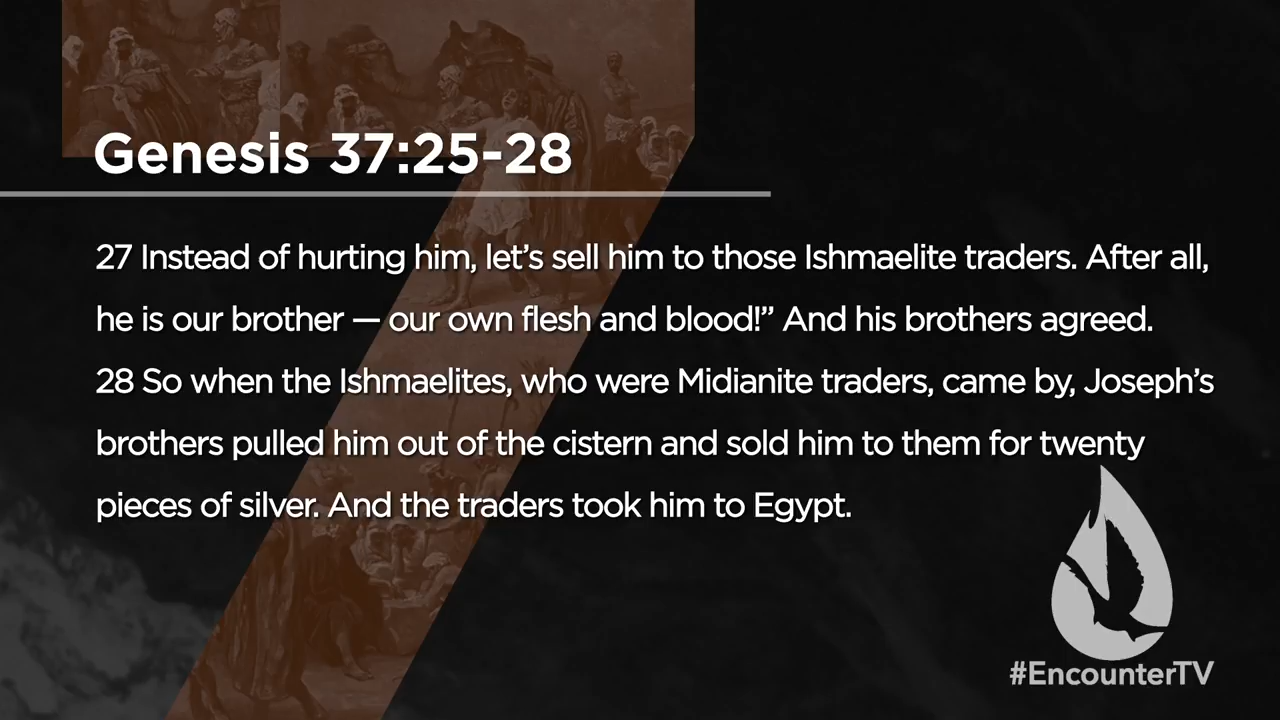 Genesis 37:25-28
27 Instead of hurting him, let’s sell him to those Ishmaelite traders. After all,
he is our brother — our own flesh and blood!” And his brothers agreed.
28 So when the Ishmaelites, who were Midianite traders, came by, Joseph’s
brothers pulled him out of the cistern and sold him to them for twenty
pieces of silver. And the traders took him to Egypt.
#EncounterTV